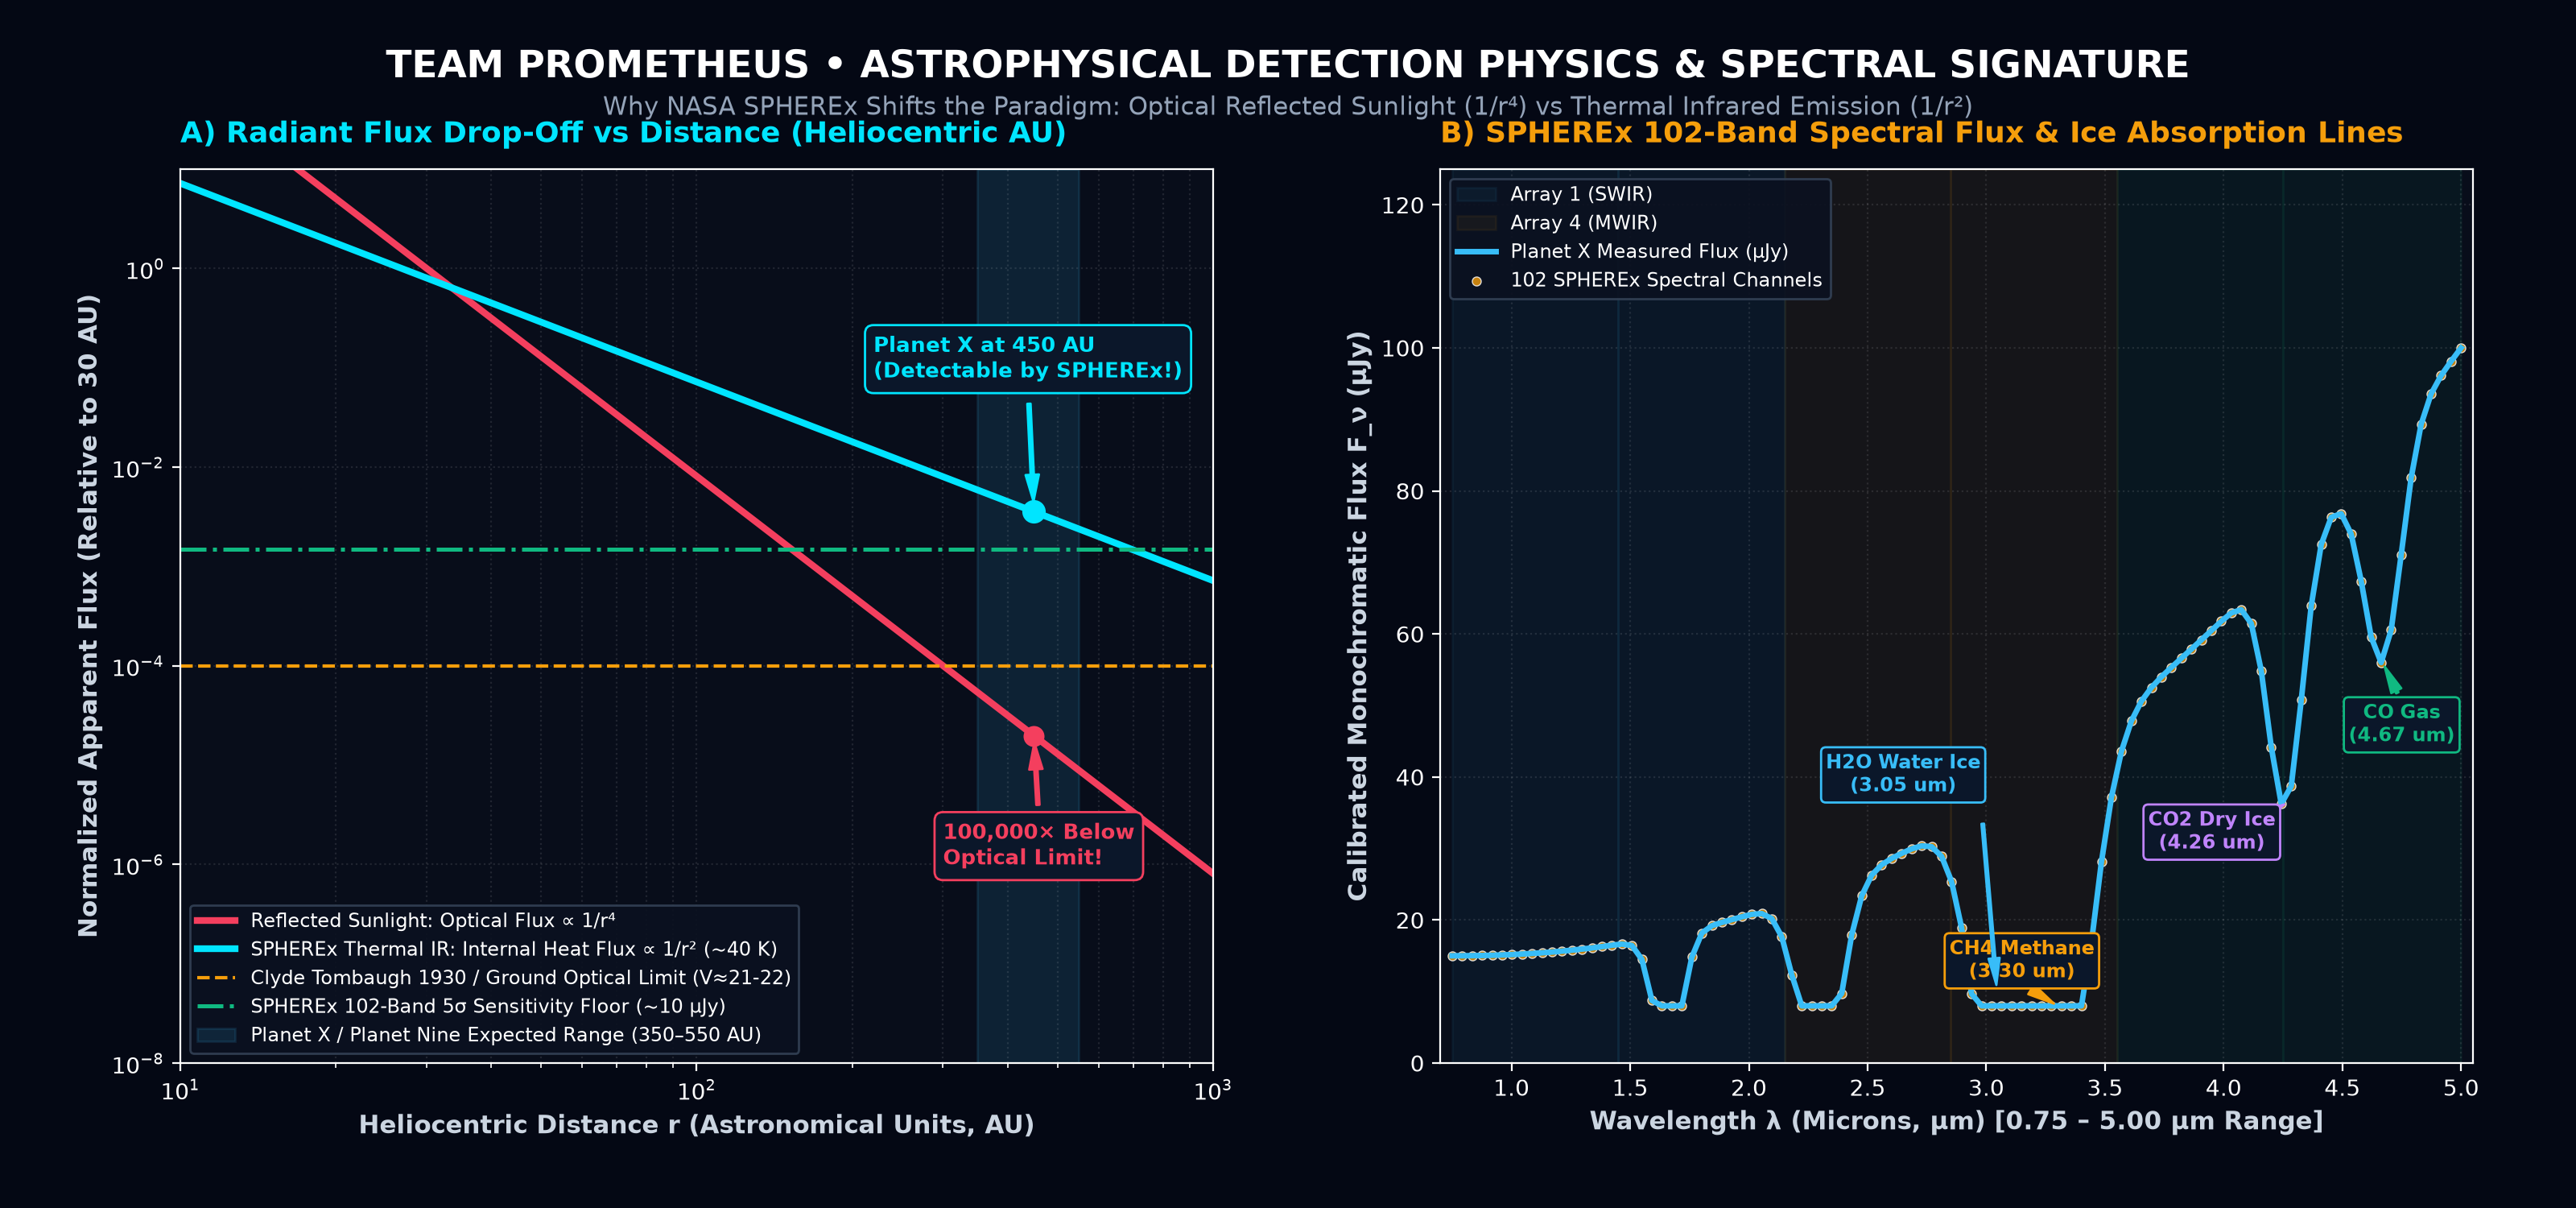 TEAM PROMETHEUS • ASTROPHYSICAL DETECTION PHYSICS & SPECTRAL SIGNATURE
Why NASA SPHEREx Shifts the Paradigm: Optical Reflected Sunlight (1/r⁴) vs Thermal Infrared Emission (1/r²)
A) Radiant Flux Drop-Off vs Distance (Heliocentric AU)
Normalized Apparent Flux (Relative to 30 AU)
10⁰
10⁻²
10⁻⁴
10⁻⁶
10⁻⁸
Planet X at 450 AU
(Detectable by SPHEREx!)
100,000× Below
Optical Limit!
Reflected Sunlight: Optical Flux ∝ 1/r⁴
SPHEREx Thermal IR: Internal Heat Flux ∝ 1/r² (~40 K)
Clyde Tombaugh 1930 / Ground Optical Limit (V≈21-22)
SPHEREx 102-Band 5σ Sensitivity Floor (~10 μJy)
Planet X / Planet Nine Expected Range (350–550 AU)
10¹ 10² 10³
Heliocentric Distance r (Astronomical Units, AU)
B) SPHEREx 102-Band Spectral Flux & Ice Absorption Lines
Calibrated Monochromatic Flux F_ν (μJy)
120
100
80
60
40
20
0
Array 1 (SWIR)
Array 4 (MWIR)
Planet X Measured Flux (μJy)
102 SPHEREx Spectral Channels
H2O Water Ice
(3.05 um)
CH4 Methane
(3.30 um)
CO2 Dry Ice
(4.26 um)
CO Gas
(4.67 um)
1.0 1.5 2.0 2.5 3.0 3.5 4.0 4.5 5.0
Wavelength λ (Microns, μm) [0.75 – 5.00 μm Range]